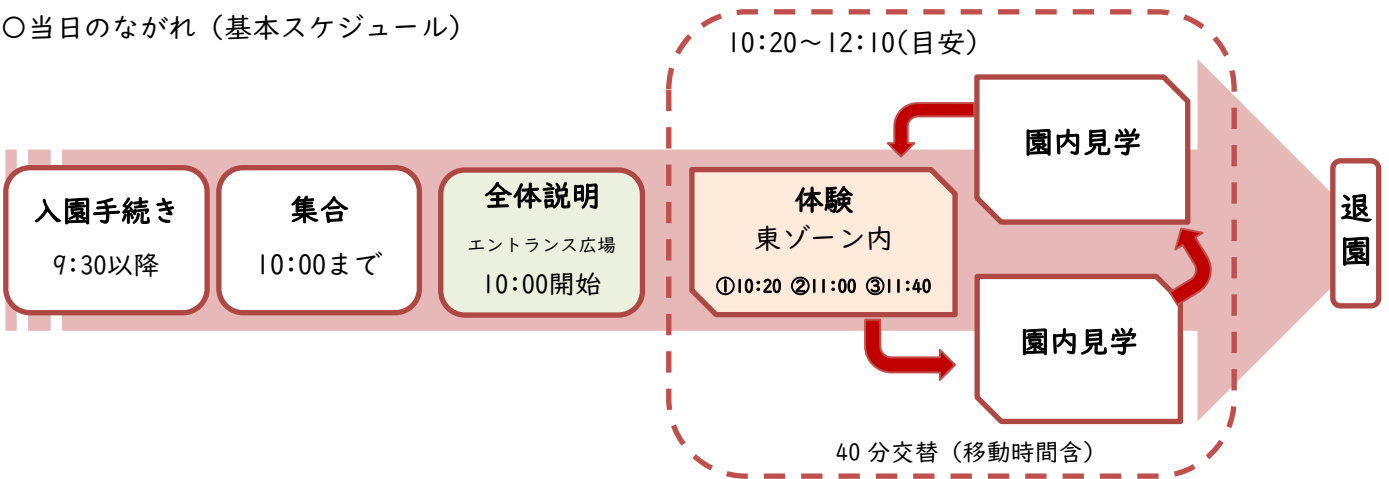 ○当日のながれ（基本スケジュール）
10:20～12:10(目安)
入園手続き
9:30以降
集合
10:00まで
全体説明
エントランス広場
10:00開始
体験
東ゾーン内
①10:20 ②11:00 ③11:40
園内見学
園内見学
40分交替（移動時間含）
退園